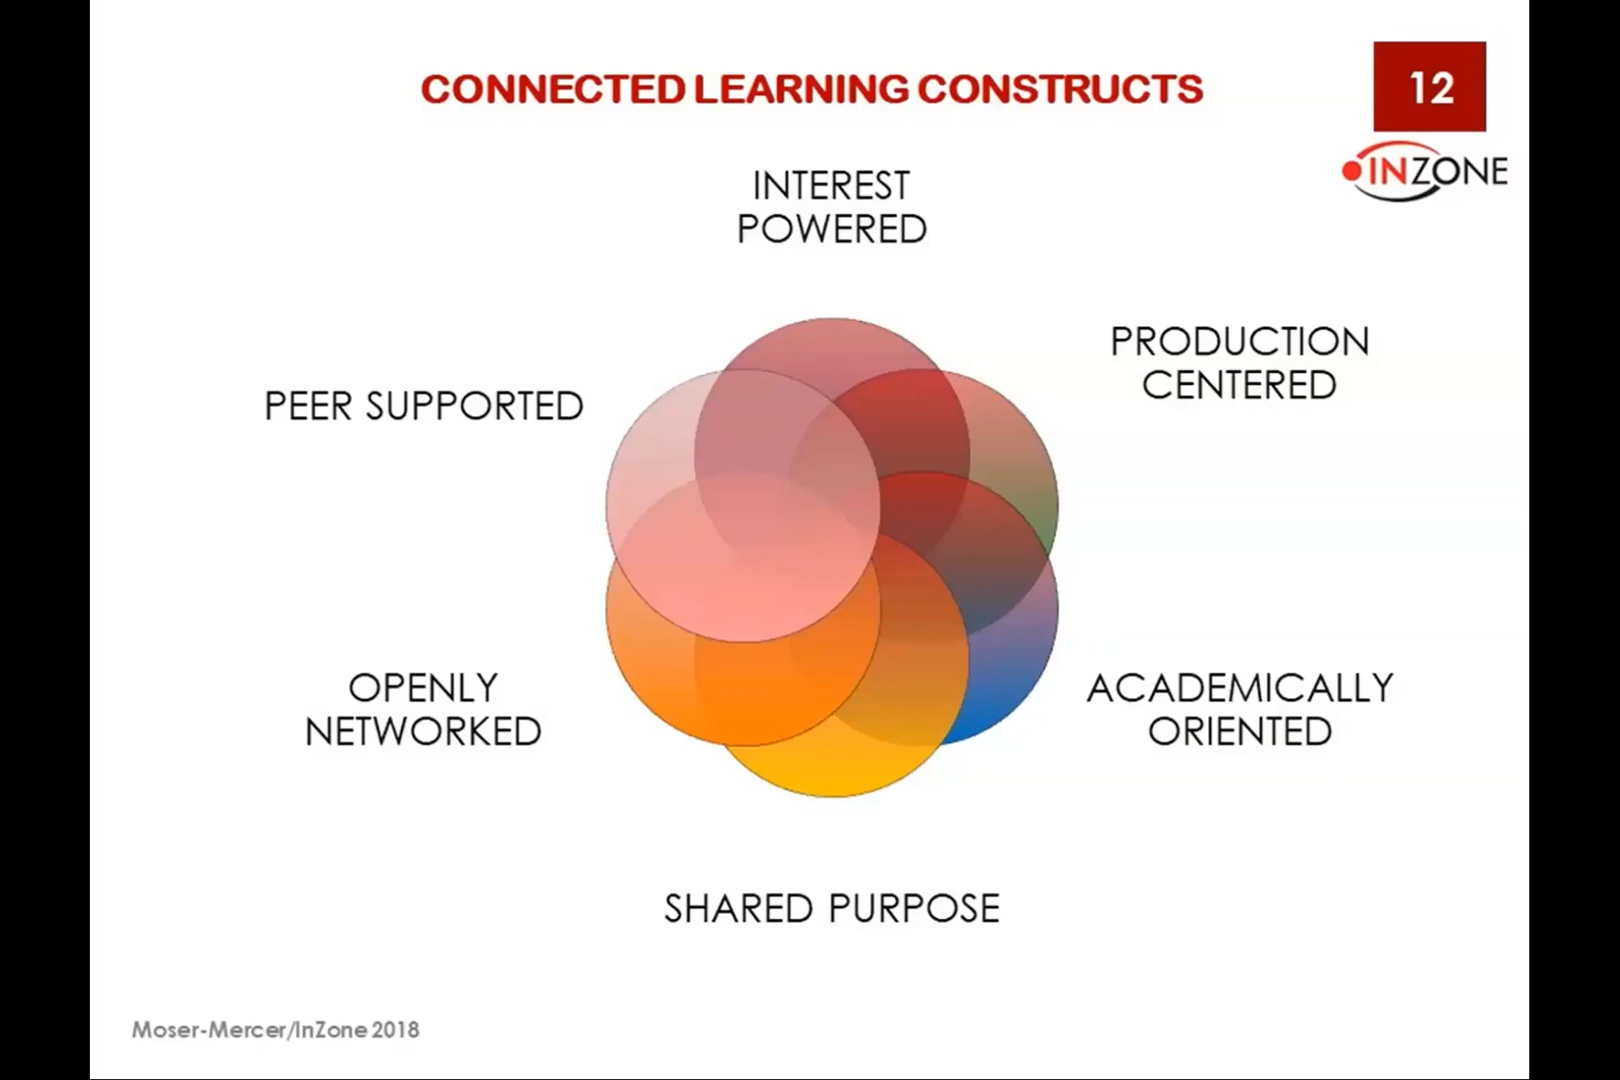 CONNECTED LEARNING CONSTRUCTS
12
INZONE
INTEREST
POWERED
PRODUCTION
CENTERED
PEER SUPPORTED
OPENLY
NETWORKED
ACADEMICALLY
ORIENTED
SHARED PURPOSE
Moser-Mercer/InZone 2018